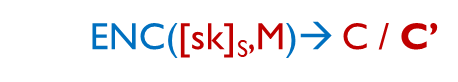 ENC([sk]S,M)→ C / C’